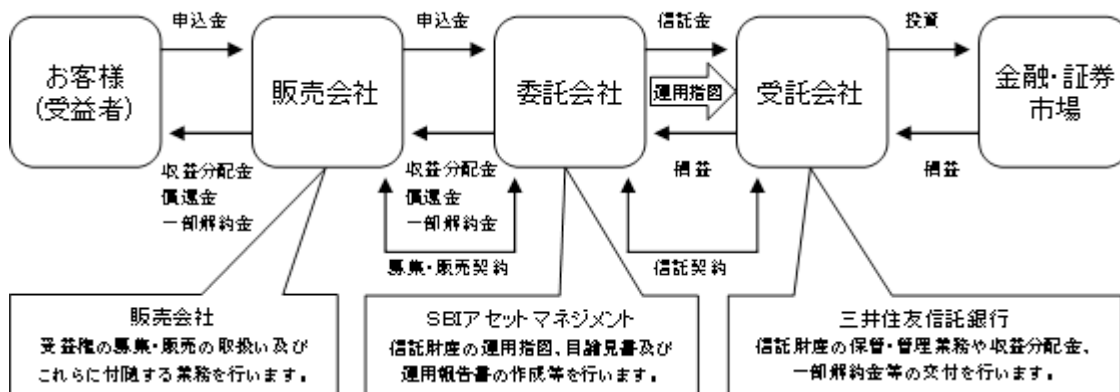 申込金
申込金
信託金
投資
お客様
(受益者)
販売会社
委託会社
運用指図
受託会社
金融・証券
市場
収益分配金
償還金
一部解約金
収益分配金
償還金
一部解約金
損益
損益
募集・販売契約
信託契約
販売会社
受益権の募集・販売の取扱い及び
これらに付随する業務を行います。
SBIアセットマネジメント
信託財産の運用指図、目論見書及び
運用報告書の作成等を行います。
三井住友信託銀行
信託財産の保管・管理業務や収益分配金、
一部解約金等の交付を行います。